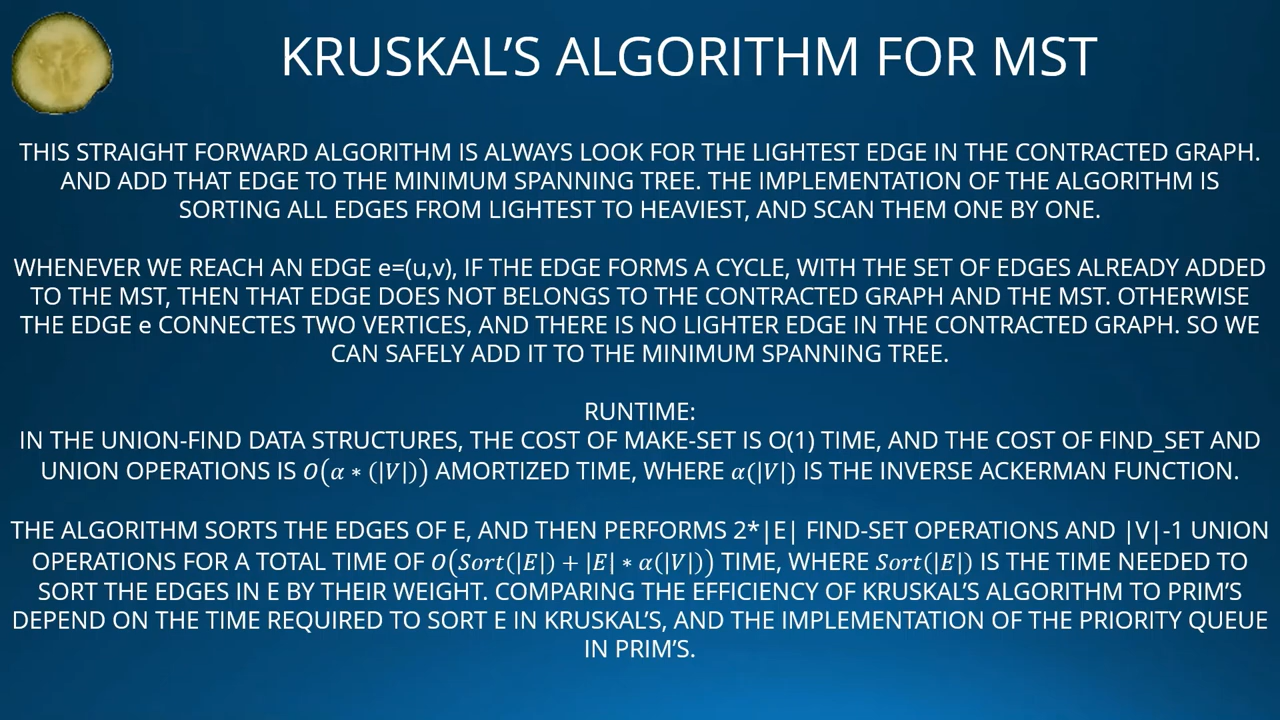 KRUSKAL'S ALGORITHM FOR MST
THIS STRAIGHT FORWARD ALGORITHM IS ALWAYS LOOK FOR THE LIGHTEST EDGE IN THE CONTRACTED GRAPH.
AND ADD THAT EDGE TO THE MINIMUM SPANNING TREE. THE IMPLEMENTATION OF THE ALGORITHM IS
SORTING ALL EDGES FROM LIGHTEST TO HEAVIEST, AND SCAN THEM ONE BY ONE.
WHENEVER WE REACH AN EDGE e=(u,v), IF THE EDGE FORMS A CYCLE, WITH THE SET OF EDGES ALREADY ADDED
TO THE MST, THEN THAT EDGE DOES NOT BELONGS TO THE CONTRACTED GRAPH AND THE MST. OTHERWISE
THE EDGE e CONNECTES TWO VERTICES, AND THERE IS NO LIGHTER EDGE IN THE CONTRACTED GRAPH. SO WE
CAN SAFELY ADD IT TO THE MINIMUM SPANNING TREE.
RUNTIME:
IN THE UNION-FIND DATA STRUCTURES, THE COST OF MAKE-SET IS O(1) TIME, AND THE COST OF FIND_SET AND
UNION OPERATIONS IS O(α ∗ (|V|)) AMORTIZED TIME, WHERE α(|V|) IS THE INVERSE ACKERMAN FUNCTION.
THE ALGORITHM SORTS THE EDGES OF E, AND THEN PERFORMS 2*|E| FIND-SET OPERATIONS AND |V|-1 UNION
OPERATIONS FOR A TOTAL TIME OF O(Sort(|E|) + |E| ∗ α(|V|)) TIME, WHERE Sort(|E|) IS THE TIME NEEDED TO
SORT THE EDGES IN E BY THEIR WEIGHT. COMPARING THE EFFICIENCY OF KRUSKAL'S ALGORITHM TO PRIM'S
DEPEND ON THE TIME REQUIRED TO SORT E IN KRUSKAL'S, AND THE IMPLEMENTATION OF THE PRIORITY QUEUE
IN PRIM'S.